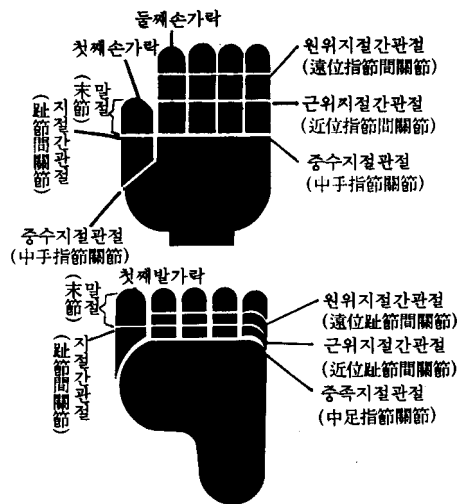 둘째손가락
첫째손가락
원위지절간관절
(遠位指節間關節)
말절
(末節)
근위지절간관절
(近位指節間關節)
지절간관절
(趾節間關節)
중수지절관절
(中手指節關節)
중수지절관절
(中手指節關節)
첫째발가락
말절
(末節)
원위지절간관절
(遠位趾節間關節)
지절간관절
(趾節間關節)
근위지절간관절
(近位趾節間關節)
중족지절관절
(中足指節關節)